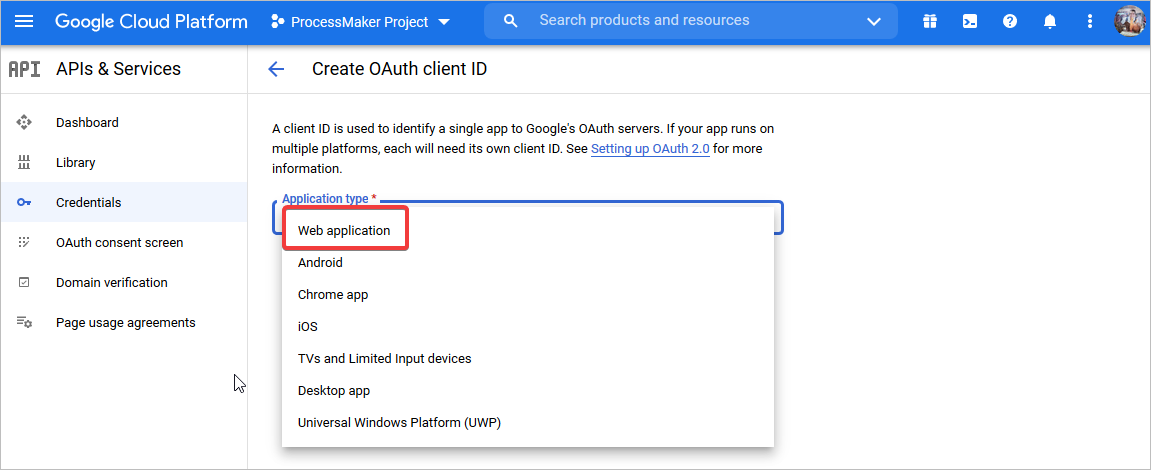 Google Cloud Platform
ProcessMaker Project
Search products and resources
API
APIs & Services
Create OAuth client ID
Dashboard
Library
Credentials
OAuth consent screen
Domain verification
Page usage agreements
A client ID is used to identify a single app to Google's OAuth servers. If your app runs on
multiple platforms, each will need its own client ID. See Setting up OAuth 2.0 for more
information.
Application type *
Web application
Android
Chrome app
iOS
TVs and Limited Input devices
Desktop app
Universal Windows Platform (UWP)